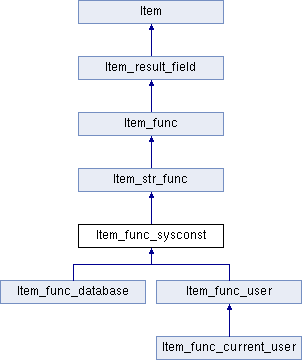 Item
Item_result_field
Item_func
Item_str_func
Item_func_sysconst
Item_func_database
Item_func_user
Item_func_current_user